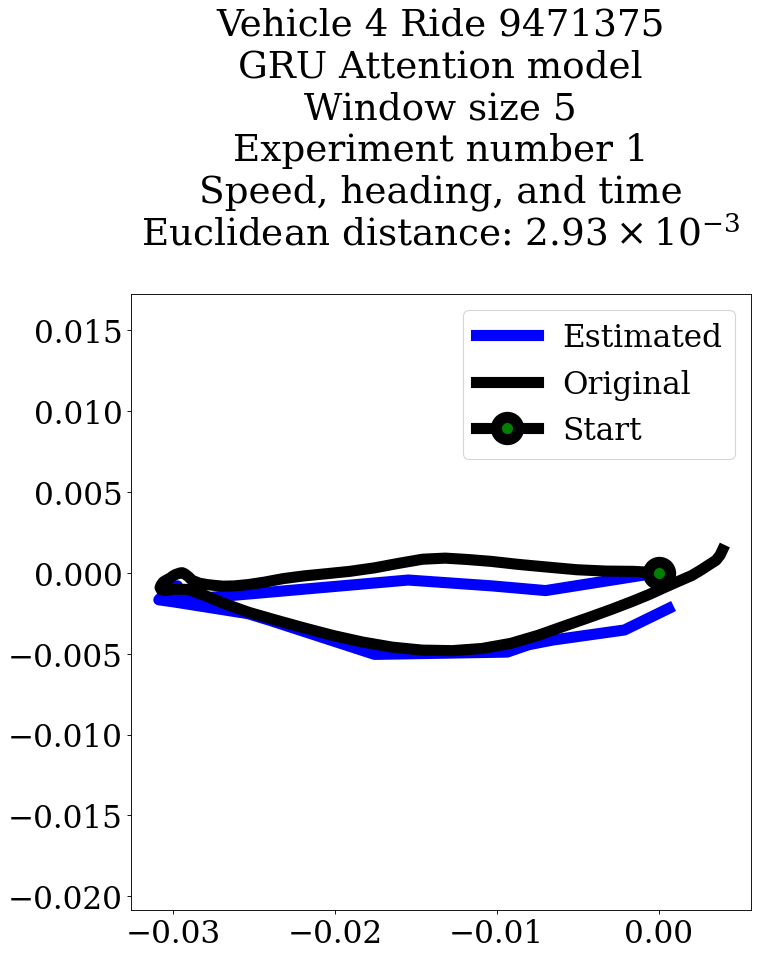 Vehicle 4 Ride 9471375
GRU Attention model
Window size 5
Experiment number 1
Speed, heading, and time
Euclidean distance: 2.93 × 10⁻³
Estimated
Original
Start
0.015
0.010
0.005
0.000
−0.005
−0.010
−0.015
−0.020
−0.03 −0.02 −0.01 0.00